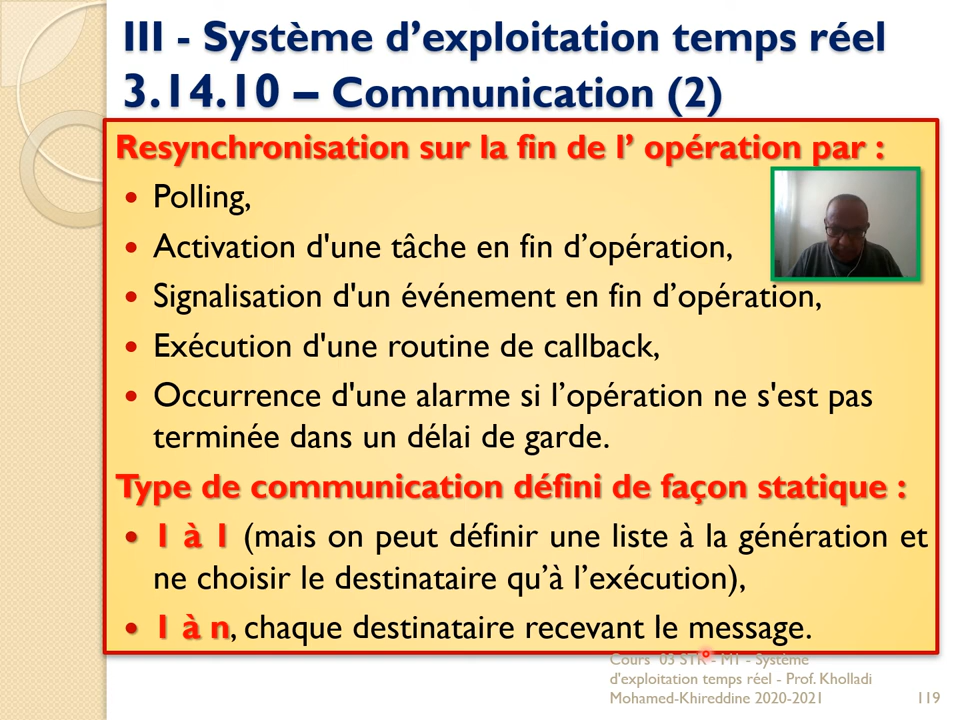 III - Système d’exploitation temps réel
3.14.10 – Communication (2)
Resynchronisation sur la fin de l’ opération par :
• Polling,
• Activation d'une tâche en fin d’opération,
• Signalisation d'un événement en fin d’opération,
• Exécution d'une routine de callback,
• Occurrence d'une alarme si l’opération ne s'est pas
terminée dans un délai de garde.
Type de communication défini de façon statique :
• 1 à 1 (mais on peut définir une liste à la génération et
ne choisir le destinataire qu’à l’exécution),
• 1 à n, chaque destinataire recevant le message.
Cours 03 STR - M1 - Système
d'exploitation temps réel - Prof. Kholladi
Mohamed-Khireddine 2020-2021
119